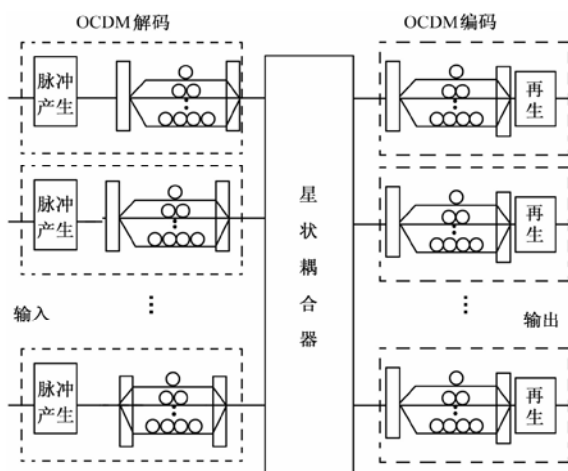 OCDM解码
OCDM编码
脉冲
产生
再
生
脉冲
产生
再
生
星
状
耦
合
器
输入
输出
脉冲
产生
再
生